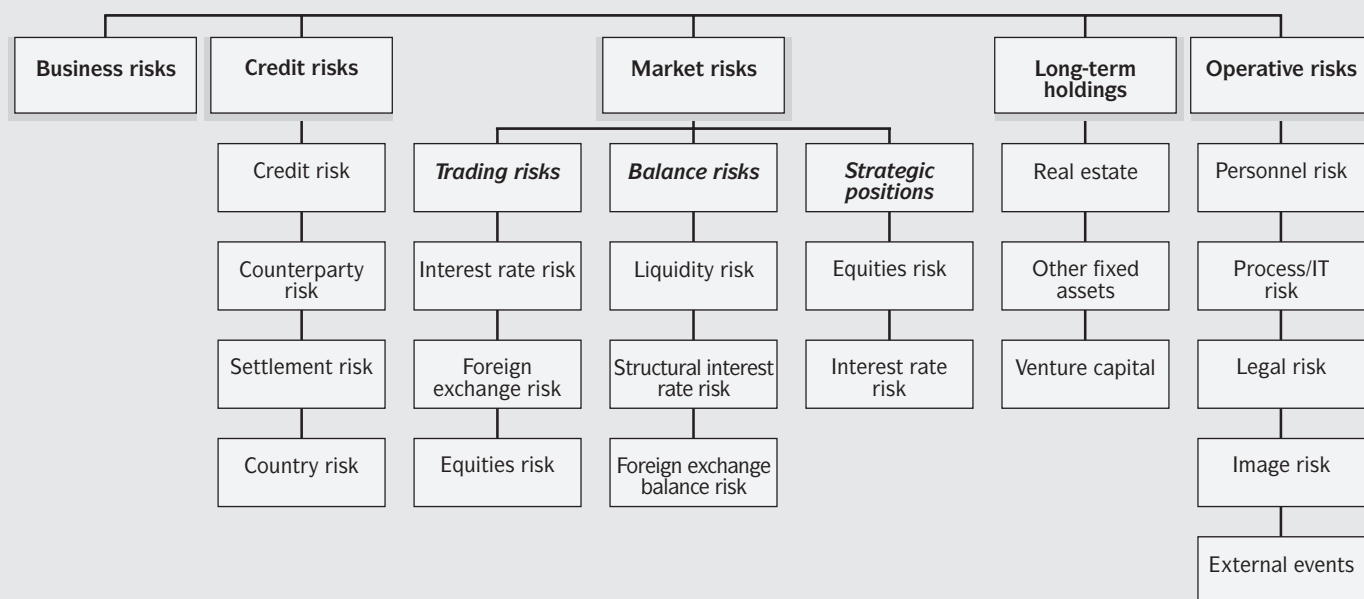 Business risks
Credit risks
Market risks
Long-term
holdings
Operative risks
Credit risk
Trading risks
Balance risks
Strategic
positions
Real estate
Personnel risk
Counterparty
risk
Interest rate risk
Liquidity risk
Equities risk
Other fixed
assets
Process/IT
risk
Settlement risk
Foreign
exchange risk
Structural interest
rate risk
Interest rate
risk
Venture capital
Legal risk
Country risk
Equities risk
Foreign exchange
balance risk
Image risk
External events